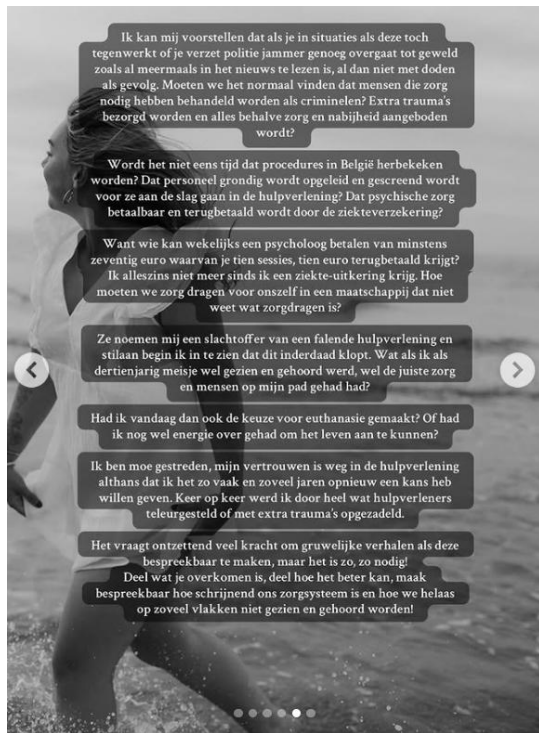 Ik kan mij voorstellen dat als je in situaties als deze toch
tegenwerkt of je verzet politie jammer genoeg overgaat tot geweld
zoals al meermaals in het nieuws te lezen is, al dan niet met doden
als gevolg. Moeten we het normaal vinden dat mensen die zorg
nodig hebben behandeld worden als criminelen? Extra trauma's
bezorgd worden en alles behalve zorg en nabijheid aangeboden
wordt?
Wordt het niet eens tijd dat procedures in België herbekeken
worden? Dat personeel grondig wordt opgeleid en gescreend wordt
voor ze aan de slag gaan in de hulpverlening? Dat psychische zorg
betaalbaar en terugbetaald wordt door de ziekteverzekering?
Want wie kan wekelijks een psycholoog betalen van minstens
zeventig euro waarvan je tien sessies, tien euro terugbetaald krijgt?
Ik alleszins niet meer sinds ik een ziekte-uitkering krijg. Hoe
moeten we zorg dragen voor onszelf in een maatschappij dat niet
weet wat zorgdragen is?
Ze noemen mij een slachtoffer van een falende hulpverlening en
stilaan begin ik in te zien dat dit inderdaad klopt. Wat als ik als
dertienjarig meisje wel gezien en gehoord werd, wel de juiste zorg
en mensen op mijn pad gehad had?
Had ik vandaag dan ook de keuze voor euthanasie gemaakt? Of had
ik nog wel energie over gehad om het leven aan te kunnen?
Ik ben moe gestreden, mijn vertrouwen is weg in de hulpverlening
althans dat ik het zo vaak en zoveel jaren opnieuw een kans heb
willen geven. Keer op keer werd ik door heel wat hulpverleners
teleurgesteld of met extra trauma's opgezadeld.
Het vraagt ontzettend veel kracht om gruwelijke verhalen als deze
bespreekbaar te maken, maar het is zo, zo nodig!
Deel wat je overkomen is, deel hoe het beter kan, maak
bespreekbaar hoe schrijnend ons zorgsysteem is en hoe we helaas
op zoveel vlakken niet gezien en gehoord worden!